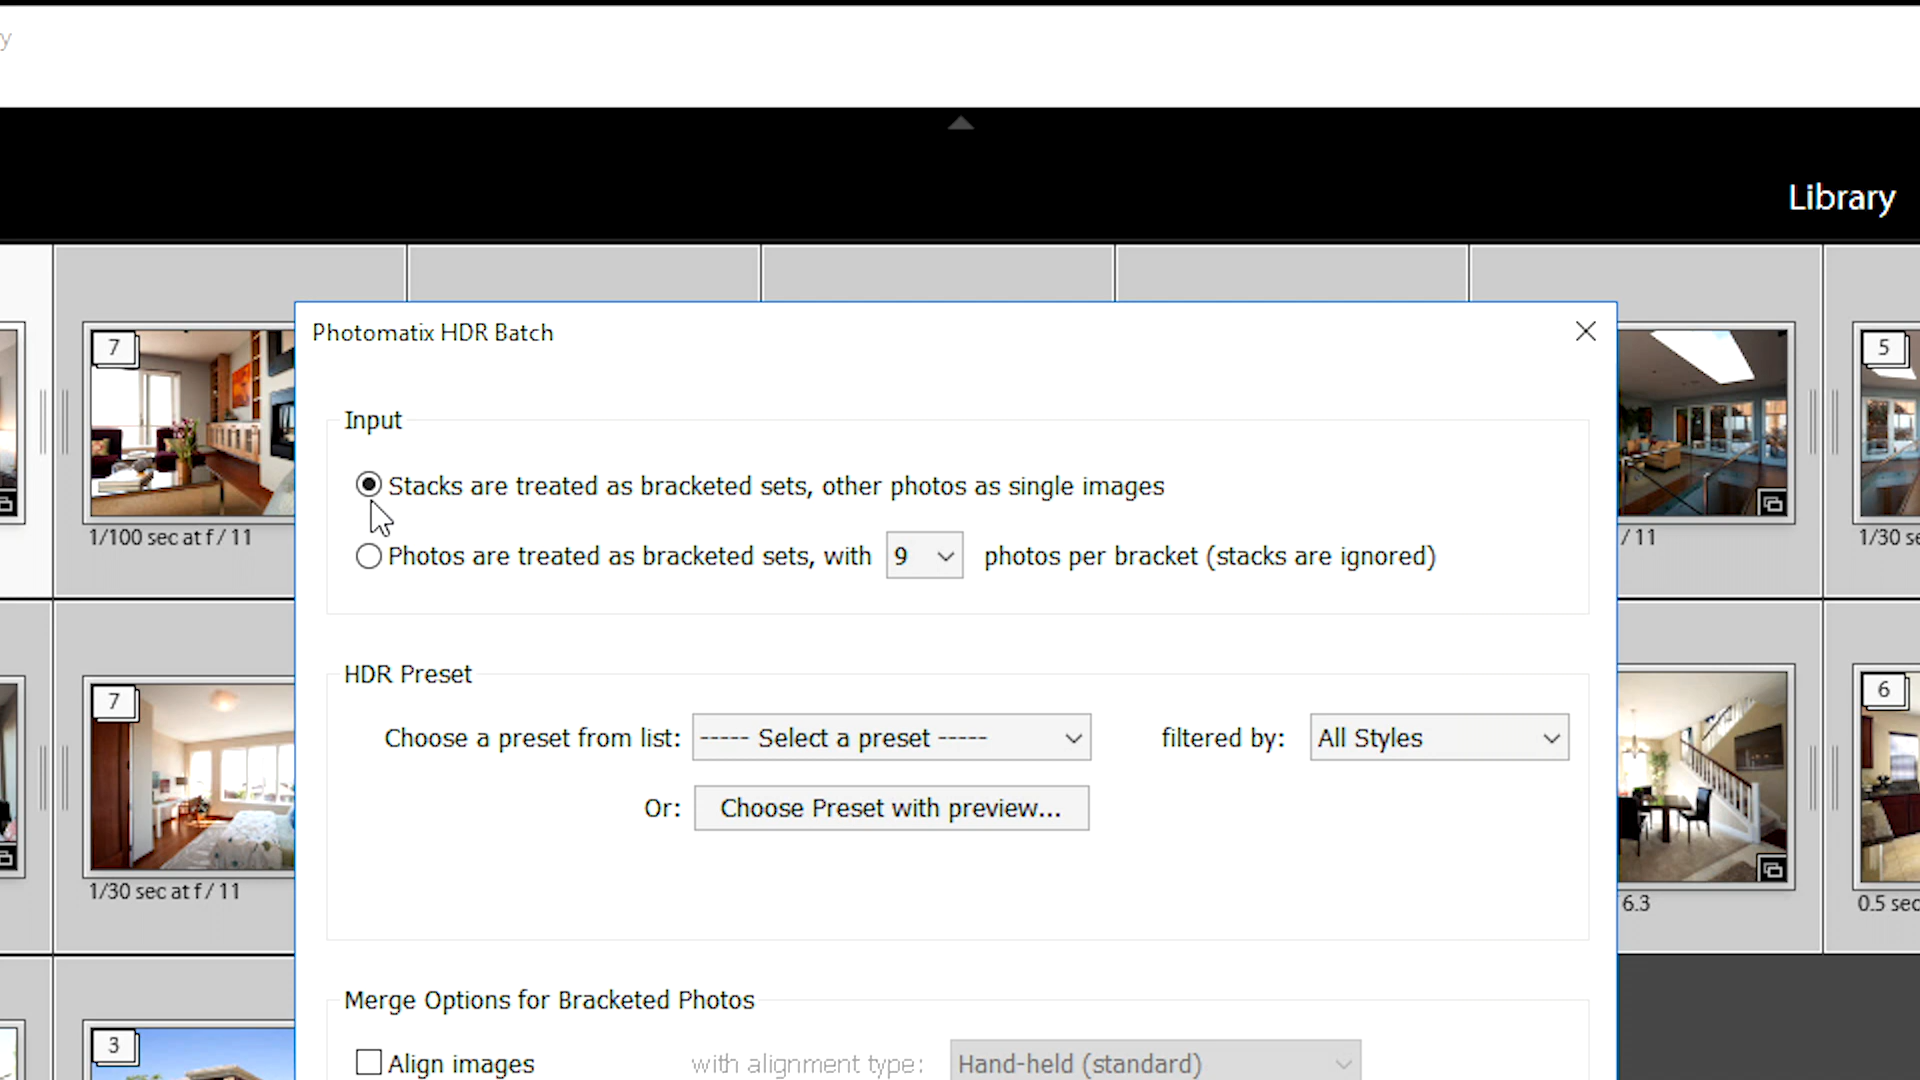 y
Library
Photomatix HDR Batch
Input
Stacks are treated as bracketed sets, other photos as single images
Photos are treated as bracketed sets, with 9 photos per bracket (stacks are ignored)
HDR Preset
Choose a preset from list: ----- Select a preset ----- filtered by: All Styles
Or: Choose Preset with preview...
Merge Options for Bracketed Photos
Align images with alignment type: Hand-held (standard)
7
1/100 sec at f / 11
/ 11
5
1/30 se
7
1/30 sec at f / 11
6.3
6
0.5 sec
3